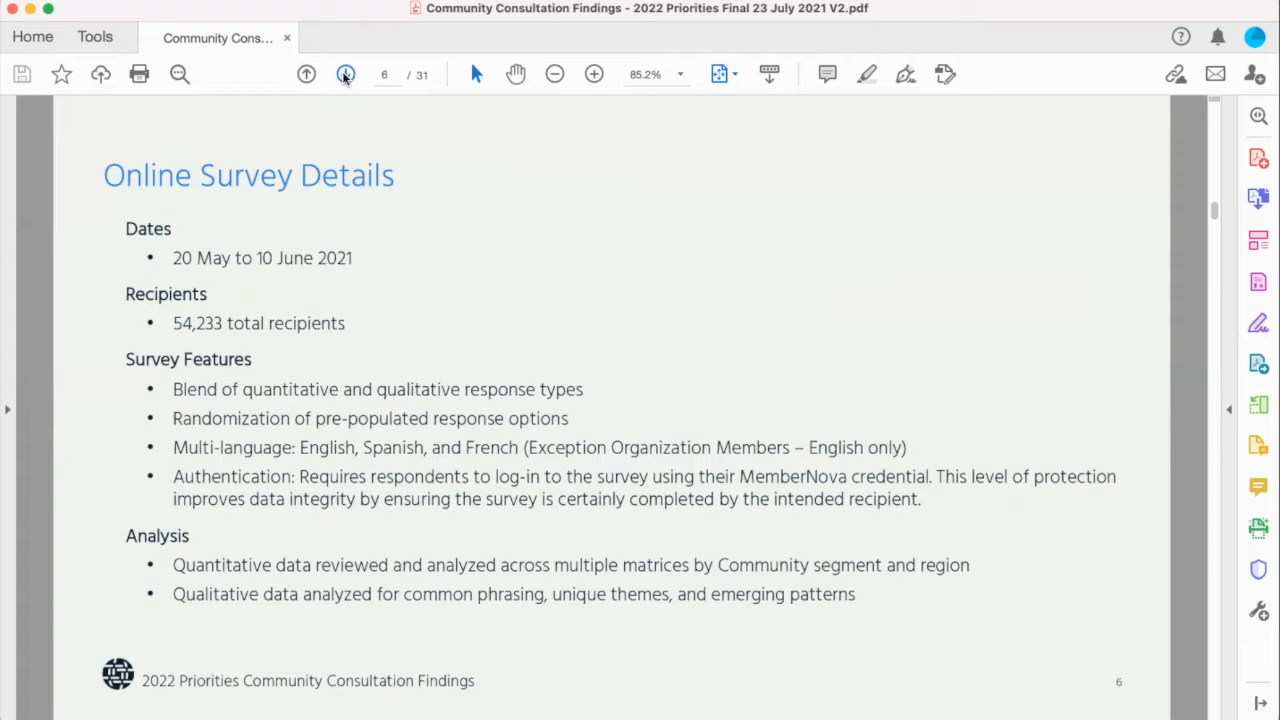 Community Consultation Findings - 2022 Priorities Final 23 July 2021 V2.pdf
Home
Tools
Community Cons...
6 / 31
85.2%
Online Survey Details
Dates
• 20 May to 10 June 2021
Recipients
• 54,233 total recipients
Survey Features
• Blend of quantitative and qualitative response types
• Randomization of pre-populated response options
• Multi-language: English, Spanish, and French (Exception Organization Members – English only)
• Authentication: Requires respondents to log-in to the survey using their MemberNova credential. This level of protection
improves data integrity by ensuring the survey is certainly completed by the intended recipient.
Analysis
• Quantitative data reviewed and analyzed across multiple matrices by Community segment and region
• Qualitative data analyzed for common phrasing, unique themes, and emerging patterns
2022 Priorities Community Consultation Findings
6